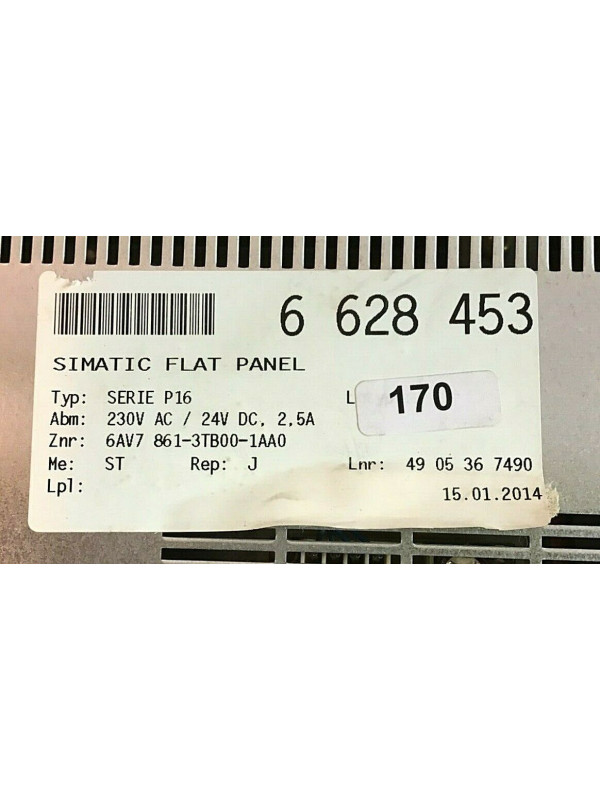 6 628 453
SIMATIC FLAT PANEL
Typ: SERIE P16 L
170
Abm: 230V AC / 24V DC, 2,5A
Znr: 6AV7 861-3TB00-1AA0
Me: ST Rep: J Lnr: 49 05 36 7490
Lpl:
15.01.2014